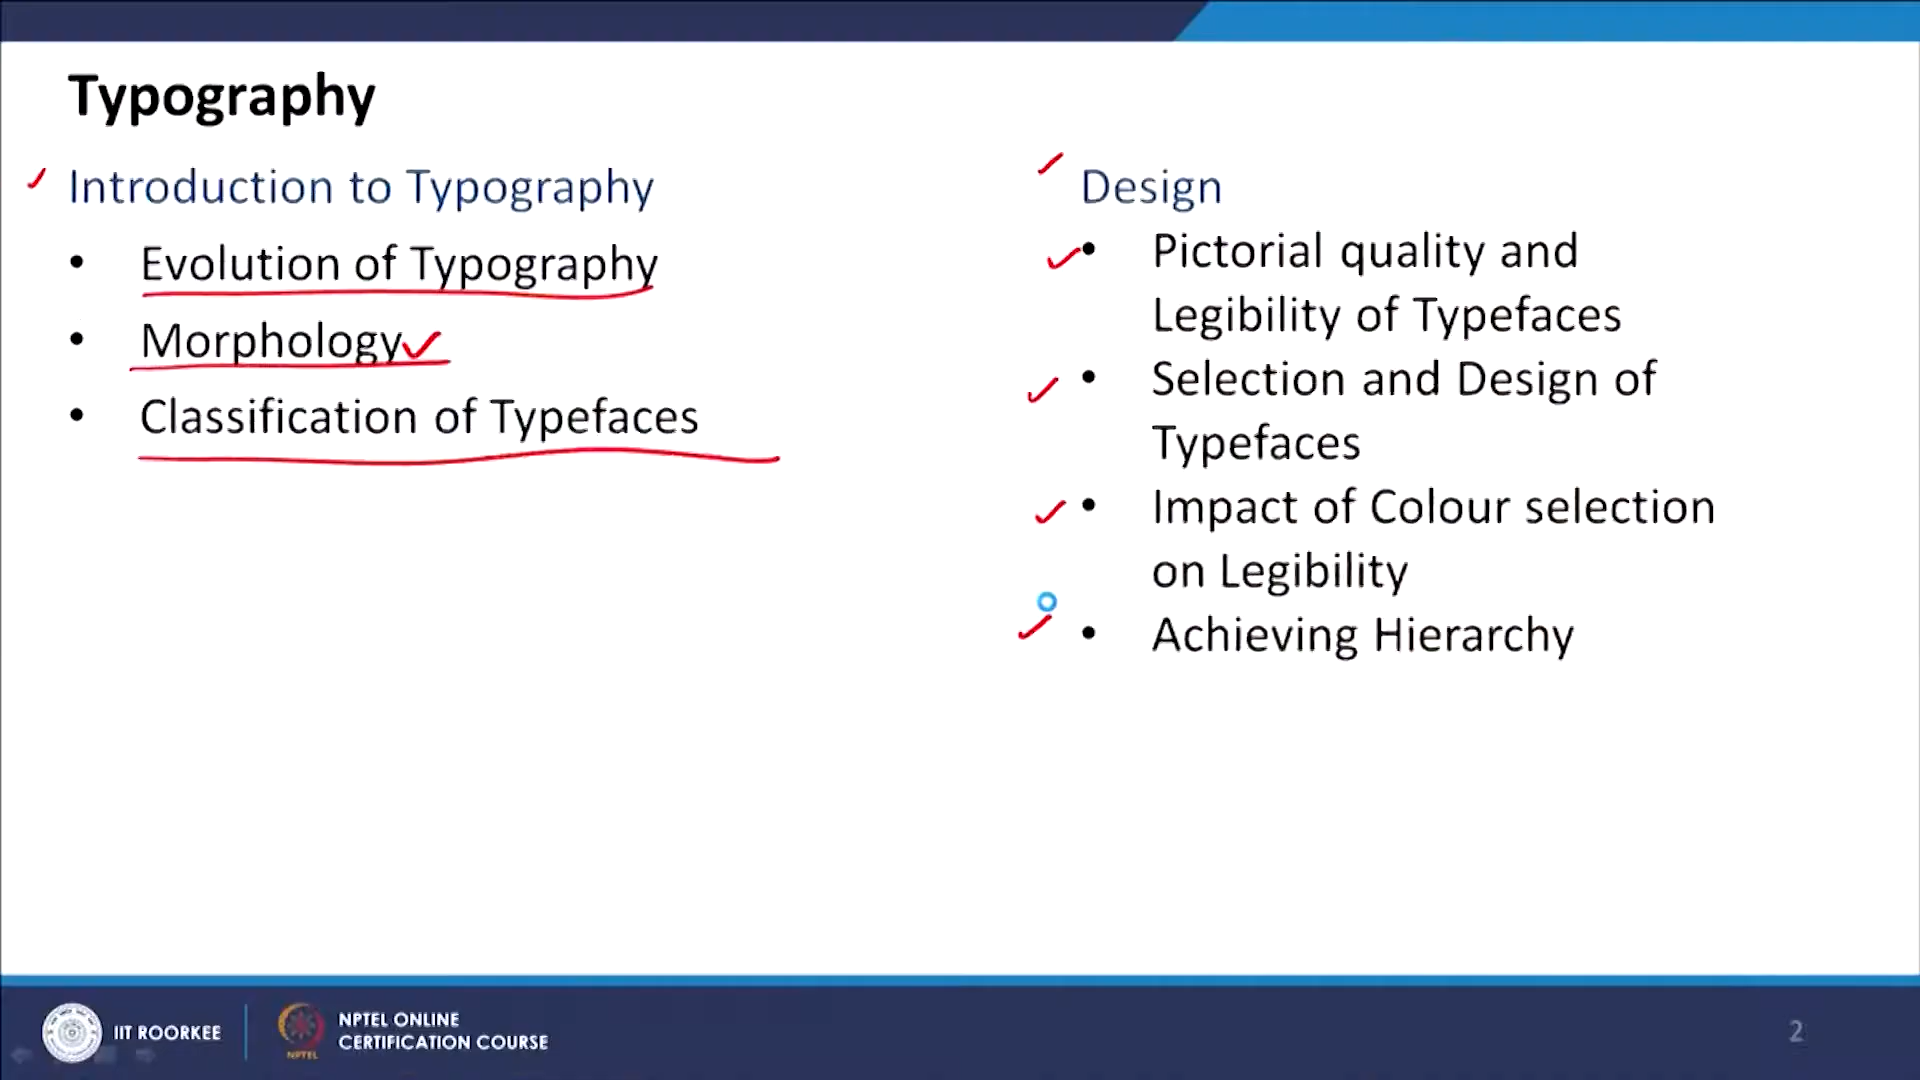 Typography
Introduction to Typography
• Evolution of Typography
• Morphology
• Classification of Typefaces
Design
• Pictorial quality and
Legibility of Typefaces
• Selection and Design of
Typefaces
• Impact of Colour selection
on Legibility
• Achieving Hierarchy
IIT ROORKEE
NPTEL
NPTEL ONLINE
CERTIFICATION COURSE
2